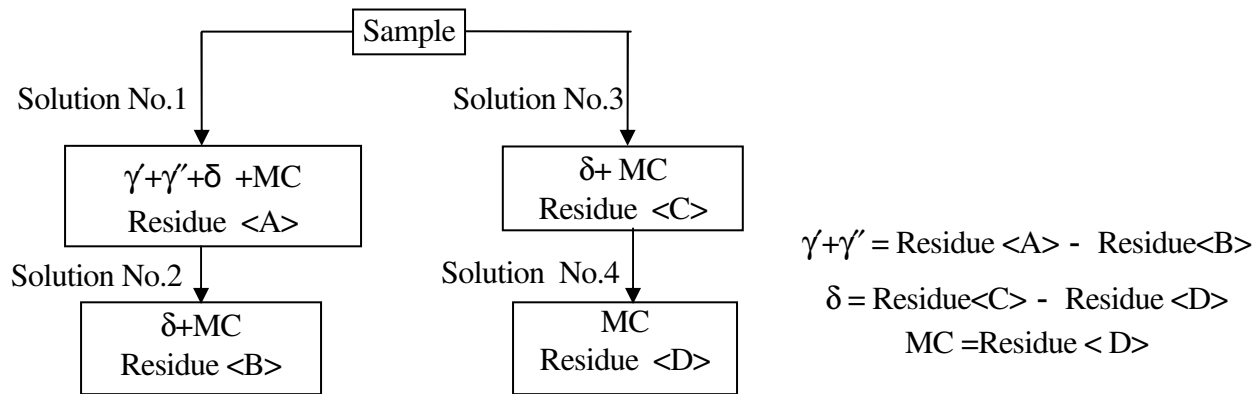 Sample
Solution No.1
γ′+γ″+δ +MC
Residue <A>
Solution No.2
δ+MC
Residue <B>
Solution No.3
δ+ MC
Residue <C>
Solution No.4
MC
Residue <D>
γ′+γ″ = Residue <A> - Residue<B>
δ = Residue<C> - Residue <D>
MC =Residue < D>